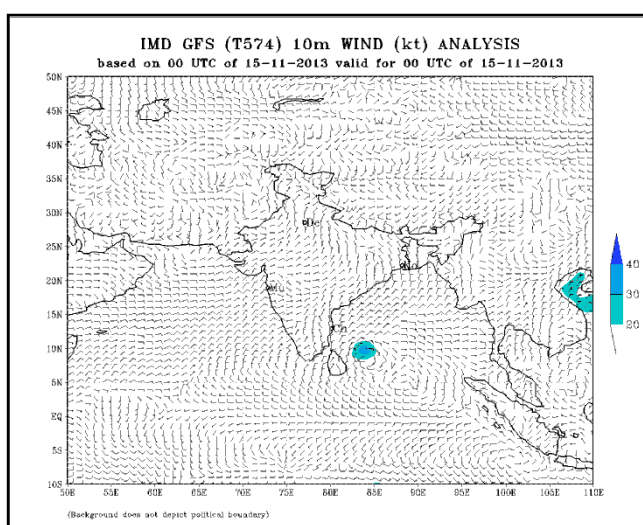 IMD GFS (T574) 10m WIND (kt) ANALYSIS
based on 00 UTC of 15-11-2013 valid for 00 UTC of 15-11-2013
50N
45N
40N
35N
30N
25N
20N
15N
10N
5N
EQ
5S
10S
De
Mu
Ch
40
30
20
50E 55E 60E 65E 70E 75E 80E 85E 90E 95E 100E 105E 110E
(Background does not depict political boundary)